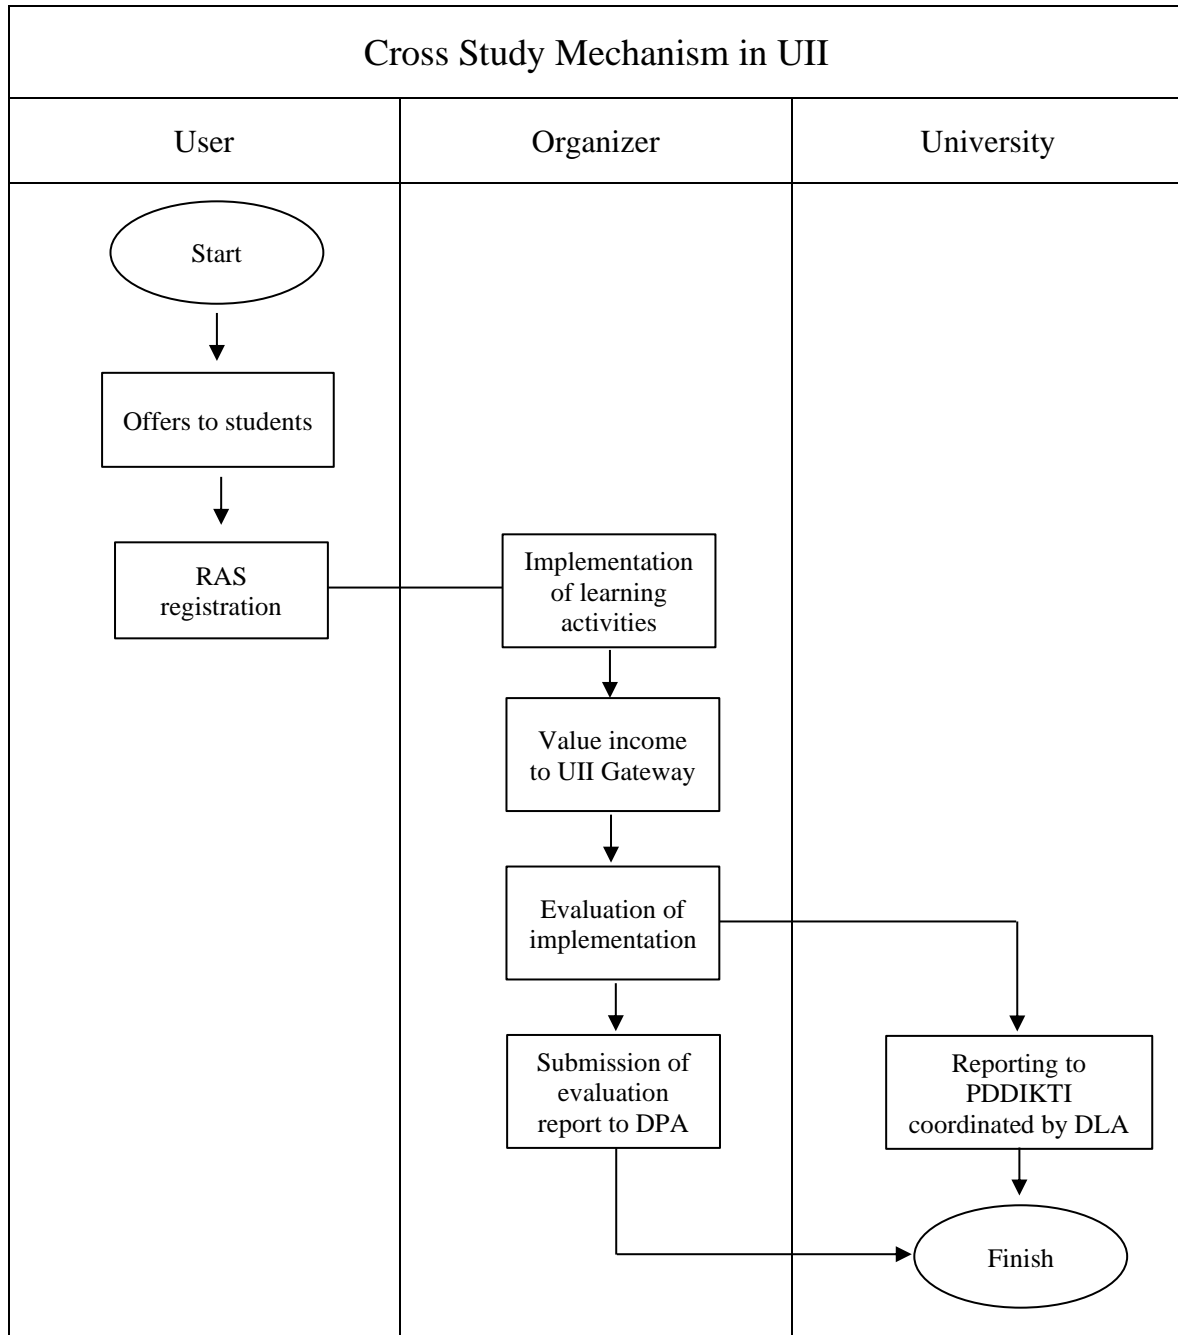 Cross Study Mechanism in UII
User
Organizer
University
Start
Offers to students
RAS
registration
Implementation
of learning
activities
Value income
to UII Gateway
Evaluation of
implementation
Submission of
evaluation
report to DPA
Reporting to
PDDIKTI
coordinated by DLA
Finish